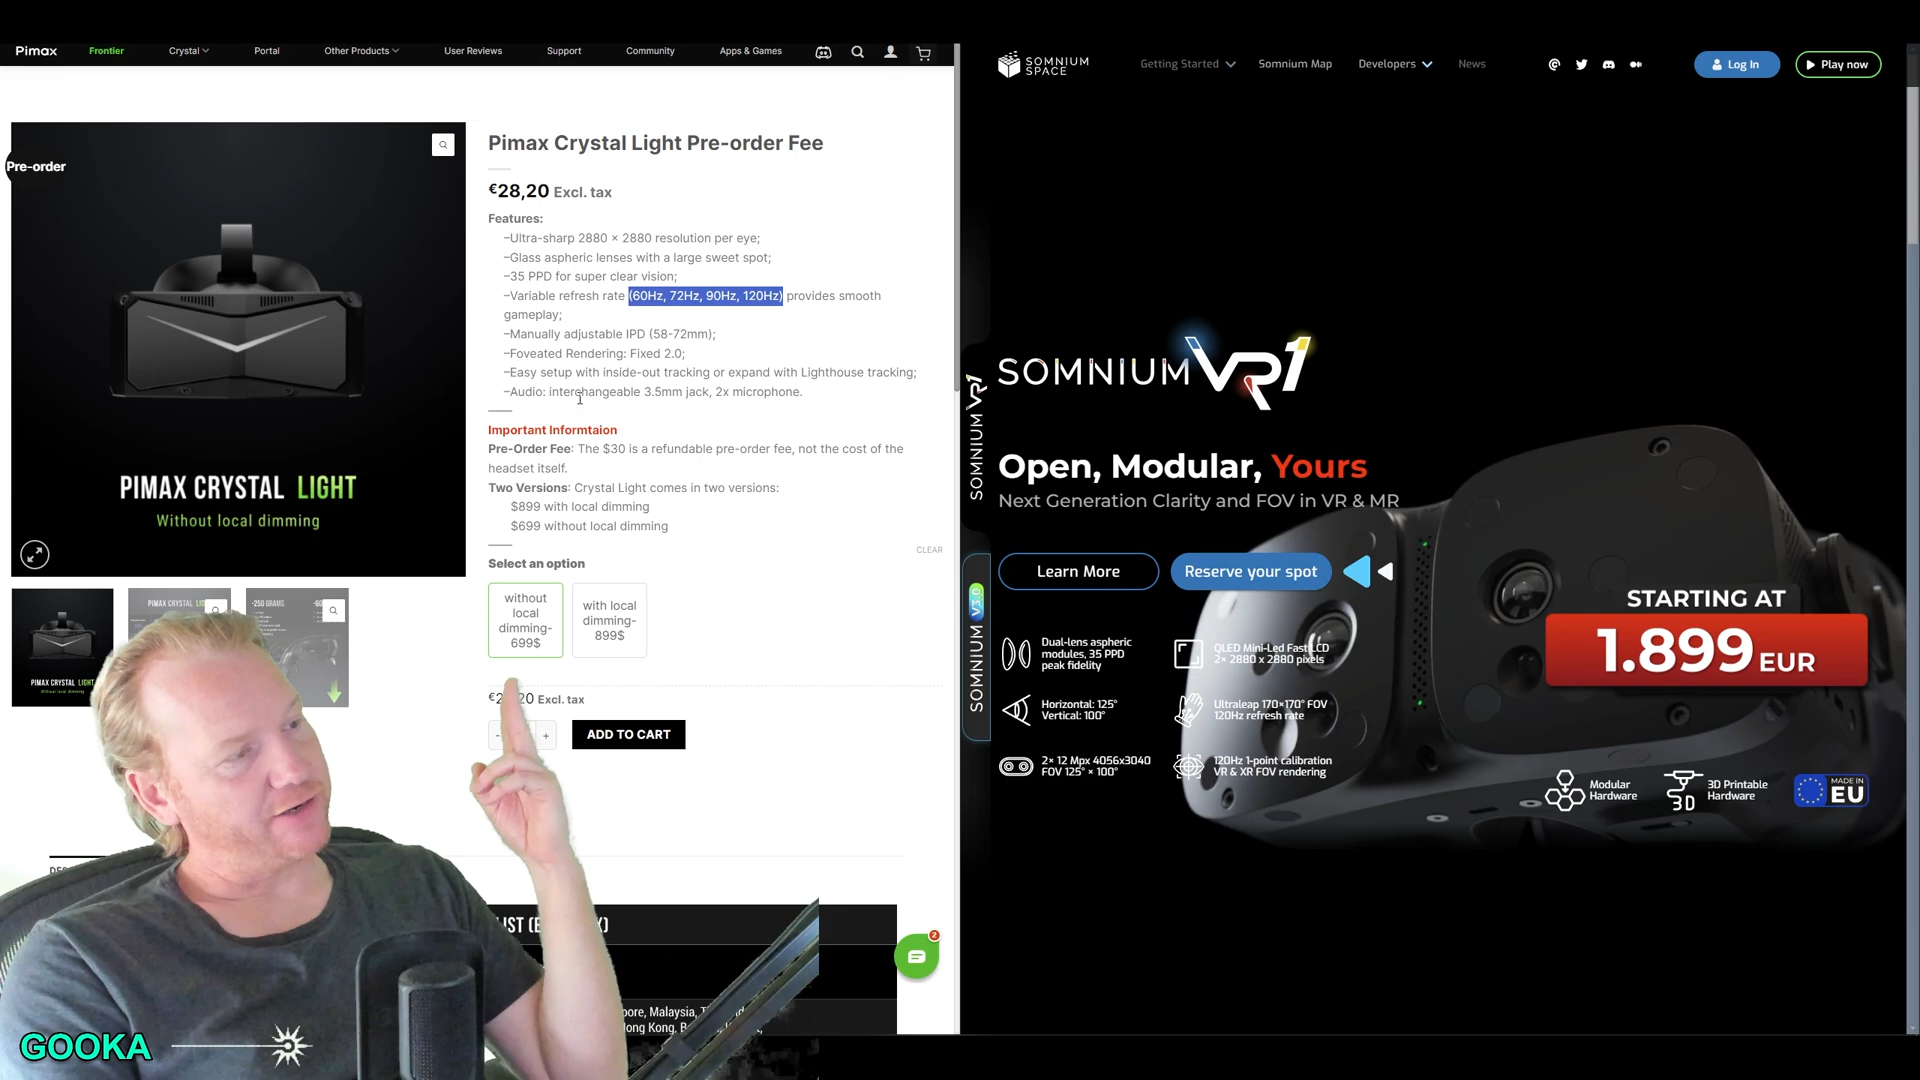 Pimax
Frontier
Crystal
Portal
Other Products
User Reviews
Support
Community
Apps & Games
Pre-order
PIMAX CRYSTAL LIGHT
Without local dimming
PIMAX CRYSTAL LIGHT
-250 GRAMS
Pimax Crystal Light Pre-order Fee
€28,20 Excl. tax
Features:
–Ultra-sharp 2880 × 2880 resolution per eye;
–Glass aspheric lenses with a large sweet spot;
–35 PPD for super clear vision;
–Variable refresh rate (60Hz, 72Hz, 90Hz, 120Hz) provides smooth
gameplay;
–Manually adjustable IPD (58-72mm);
–Foveated Rendering: Fixed 2.0;
–Easy setup with inside-out tracking or expand with Lighthouse tracking;
–Audio: interchangeable 3.5mm jack, 2x microphone.
Important Informtaion
Pre-Order Fee: The $30 is a refundable pre-order fee, not the cost of the
headset itself.
Two Versions: Crystal Light comes in two versions:
$899 with local dimming
$699 without local dimming
CLEAR
Select an option
without
local
dimming-
699$
with local
dimming-
899$
Excl. tax
-
+
ADD TO CART
2
GOOKA
SOMNIUM
SPACE
Getting Started
Somnium Map
Developers
News
Log In
Play now
SOMNIUM VR1
SOMNIUM V3.0
SOMNIUM VR1
Open, Modular, Yours
Next Generation Clarity and FOV in VR & MR
Learn More
Reserve your spot
Dual-lens aspheric
modules, 35 PPD
peak fidelity
QLED Mini-Led Fast LCD
2× 2880 x 2880 pixels
Horizontal: 125°
Vertical: 100°
Ultraleap 170×170° FOV
120Hz refresh rate
2× 12 Mpx 4056x3040
FOV 125° × 100°
120Hz 1-point calibration
VR & XR FOV rendering
STARTING AT
1.899 EUR
Modular
Hardware
3D
3D Printable
Hardware
MADE IN
EU